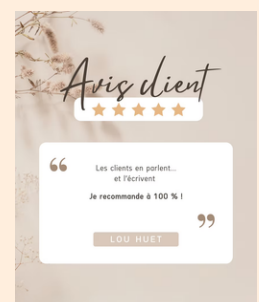 Avis client
Les clients en parlent...
et l'écrivent
Je recommande à 100 % !
LOU HUET